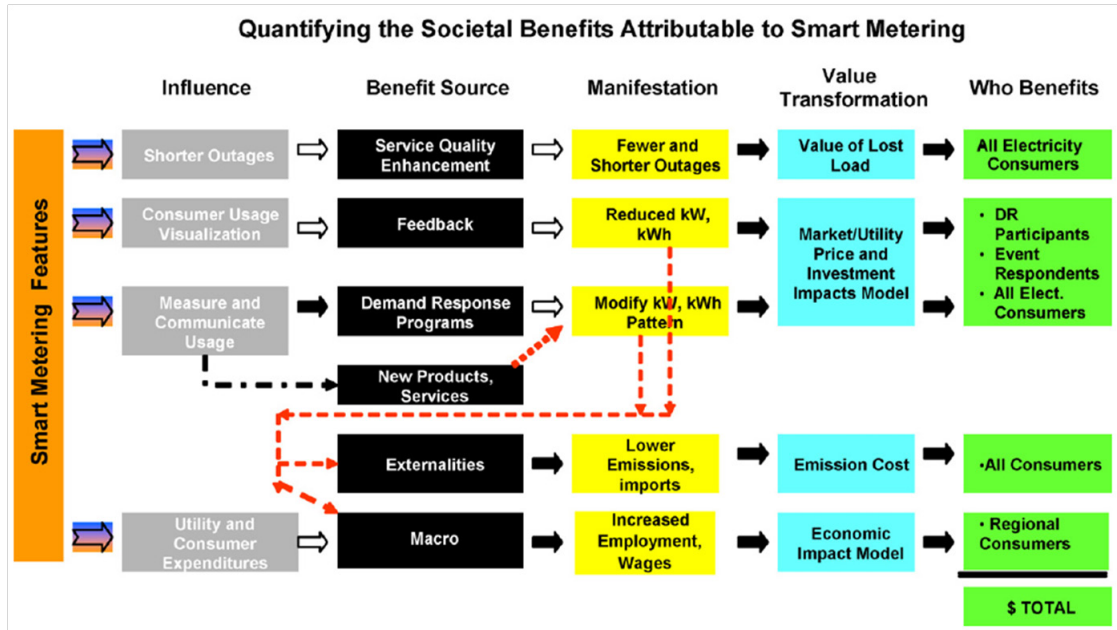 Quantifying the Societal Benefits Attributable to Smart Metering
Influence
Benefit Source
Manifestation
Value
Transformation
Who Benefits
Smart Metering Features
Shorter Outages
Service Quality
Enhancement
Fewer and
Shorter Outages
Value of Lost
Load
All Electricity
Consumers
Consumer Usage
Visualization
Feedback
Reduced kW,
kWh
Market/Utility
Price and
Investment
Impacts Model
• DR
Participants
• Event
Respondents
• All Elect.
Consumers
Measure and
Communicate
Usage
Demand Response
Programs
Modify kW, kWh
Pattern
New Products,
Services
Externalities
Lower
Emissions,
imports
Emission Cost
•All Consumers
Utility and
Consumer
Expenditures
Macro
Increased
Employment,
Wages
Economic
Impact Model
• Regional
Consumers
$ TOTAL